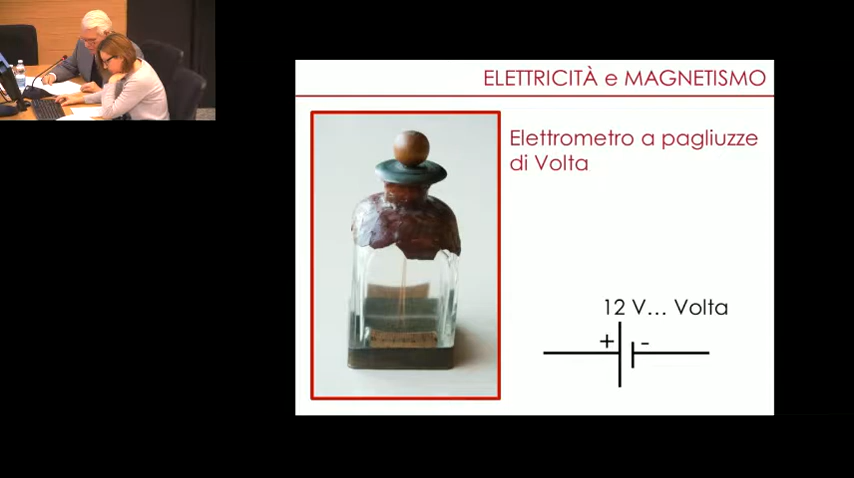 ELETTRICITÀ e MAGNETISMO
Elettrometro a pagliuzze
di Volta
12 V... Volta
+ -